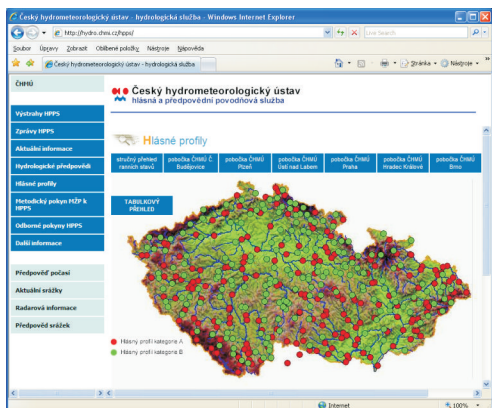 Český hydrometeorologický ústav - hydrologická služba - Windows Internet Explorer
http://hydro.chmi.cz/hpps/
Live Search
Soubor Úpravy Zobrazit Oblíbené položky Nástroje Nápověda
Český hydrometeorologický ústav - hydrologická služba
Stránka Nástroje
ČHMÚ
Český hydrometeorologický ústav
hlásná a předpovědní povodňová služba
Výstrahy HPPS
Zprávy HPPS
Aktuální informace
Hydrologické předpovědi
Hlásné profily
Metodický pokyn MŽP k
HPPS
Odborné pokyny HPPS
Další informace
Předpověď počasí
Aktuální srážky
Radarová informace
Předpověd srážek
Hlásné profily
stručný přehled
ranních stavů
pobočka ČHMÚ Č.
Budějovice
pobočka ČHMÚ
Plzeň
pobočka ČHMÚ
Ústí nad Labem
pobočka ČHMÚ
Praha
pobočka ČHMÚ
Hradec Králové
pobočka ČHMÚ
Brno
TABULKOVÝ
PŘEHLED
Hlásný profil kategorie A
Hlásný profil kategorie B
Internet
100%